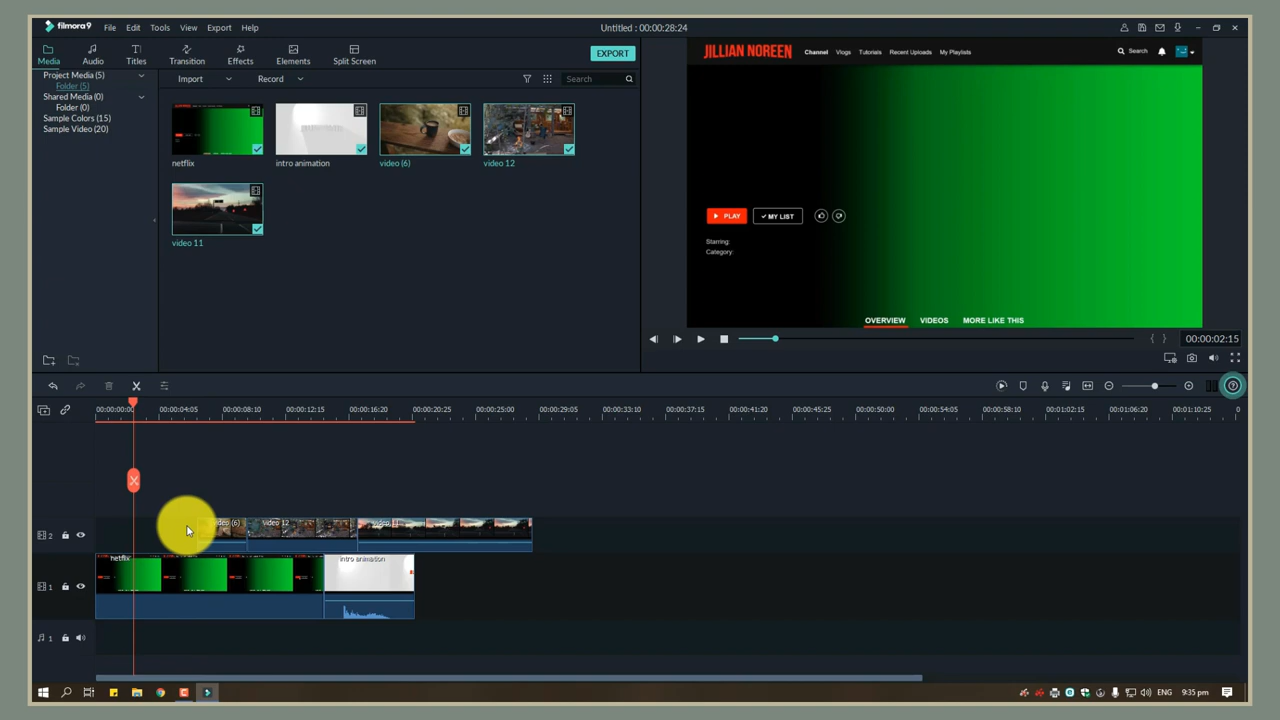 filmora9 File Edit Tools View Export Help Untitled : 00:00:28:24
Media Audio Titles Transition Effects Elements Split Screen EXPORT
Project Media (5)
Folder (5)
Shared Media (0)
Folder (0)
Sample Colors (15)
Sample Video (20)
Import Record Search
netflix intro animation video (6) video 12
video 11
JILLIAN NOREEN Channel Vlogs Tutorials Recent Uploads My Playlists Search
PLAY MY LIST
Starring:
Category:
OVERVIEW VIDEOS MORE LIKE THIS
00:00:02:15
00:00:00:00 00:00:04:05 00:00:08:10 00:00:12:15 00:00:16:20 00:00:20:25 00:00:25:00 00:00:29:05 00:00:33:10 00:00:37:15 00:00:41:20 00:00:45:25 00:00:50:00 00:00:54:05 00:00:58:10 00:01:02:15 00:01:06:20 00:01:10:25 0
2 video (6) video 12
1 netflix intro animation
1
ENG 9:35 pm